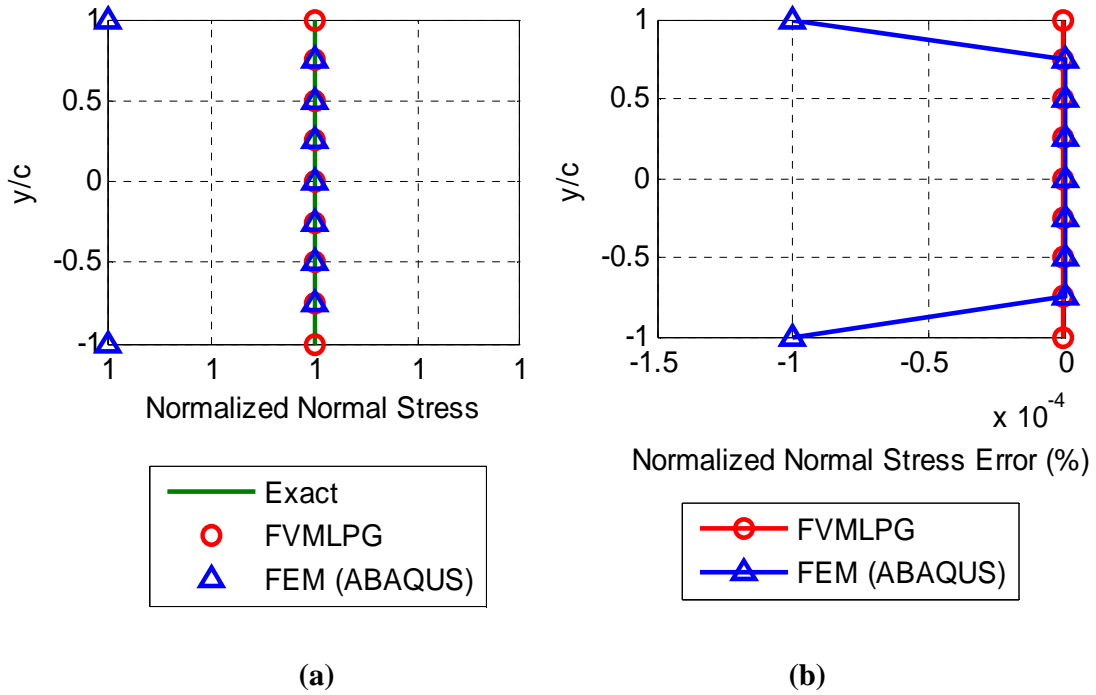 1
0.5
0
-0.5
-1
y/c
1 1 1 1 1
Normalized Normal Stress
Exact
FVMLPG
FEM (ABAQUS)
(a)
1
0.5
0
-0.5
-1
y/c
-1.5 -1 -0.5 0
x 10^-4
Normalized Normal Stress Error (%)
FVMLPG
FEM (ABAQUS)
(b)